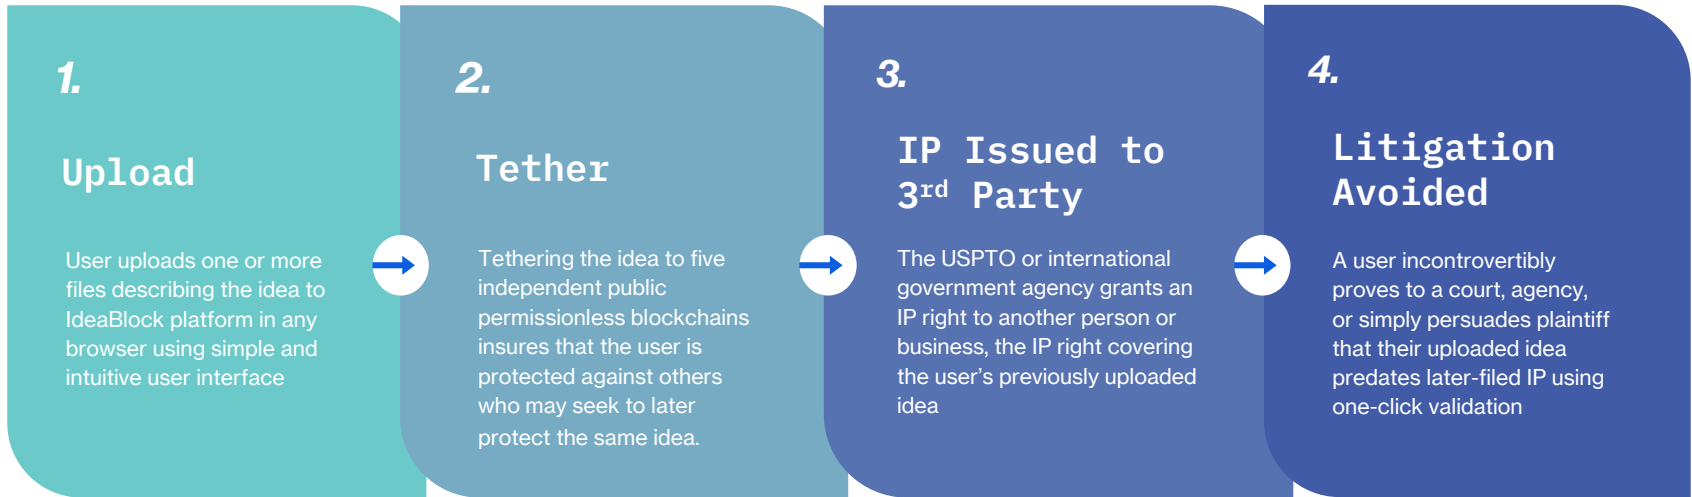 1.
Upload
User uploads one or more
files describing the idea to
IdeaBlock platform in any
browser using simple and
intuitive user interface
2.
Tether
Tethering the idea to five
independent public
permissionless blockchains
insures that the user is
protected against others
who may seek to later
protect the same idea.
3.
IP Issued to
3rd Party
The USPTO or international
government agency grants an
IP right to another person or
business, the IP right covering
the user’s previously uploaded
idea
4.
Litigation
Avoided
A user incontrovertibly
proves to a court, agency,
or simply persuades plaintiff
that their uploaded idea
predates later-filed IP using
one-click validation